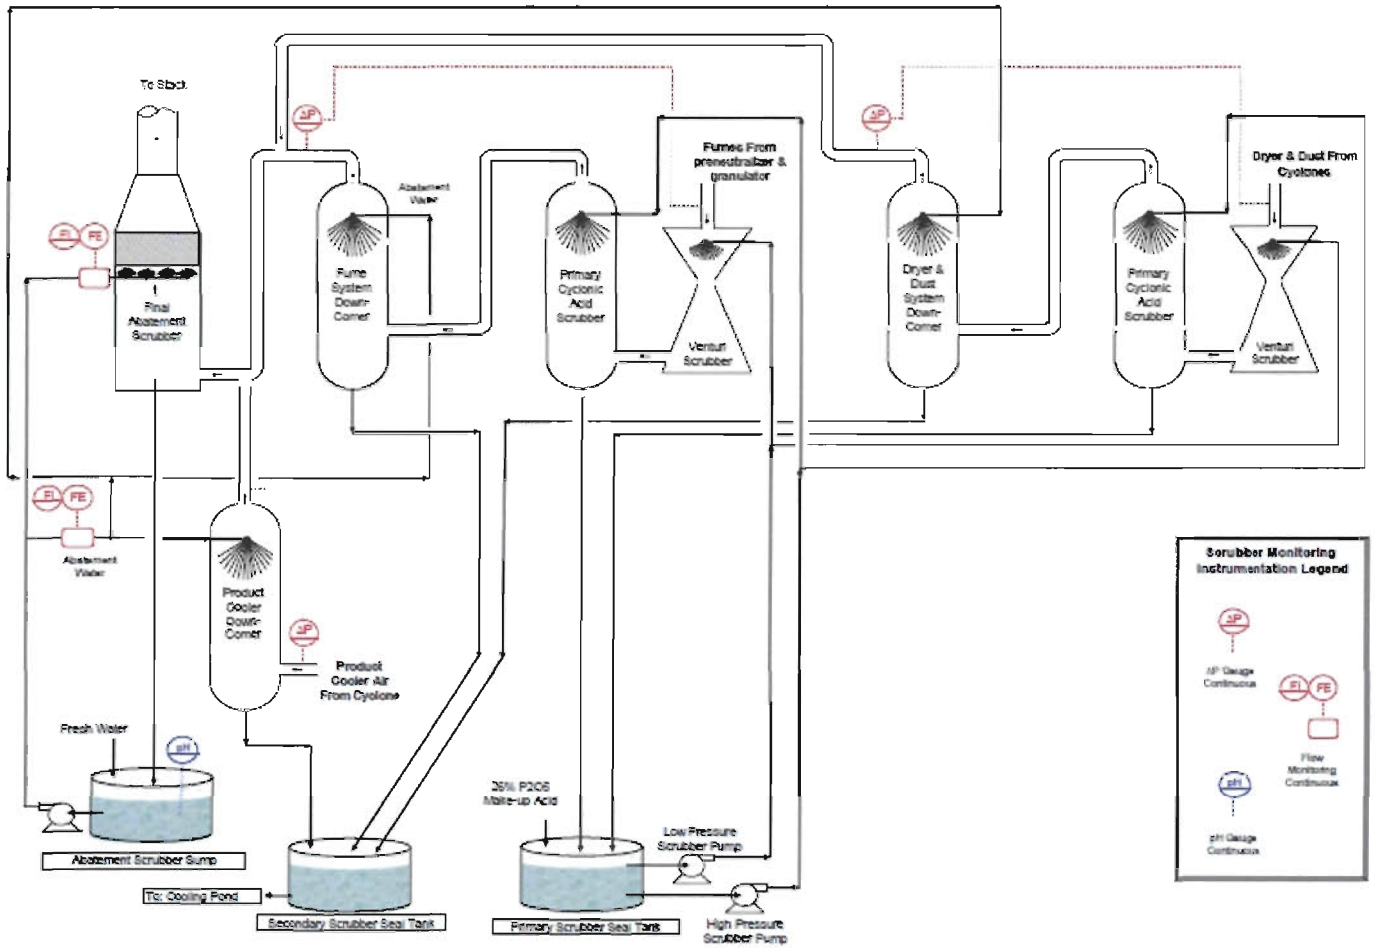 To Stack
ΔP
ΔP
Fumes From
preneutralizer &
granulator
Dryer & Dust From
Cyclones
Abatement
Water
FI
FE
Final
Abatement
Scrubber
Fume
System
Down-
Comer
Primary
Cyclonic
Acid
Scrubber
Venturi
Scrubber
Dryer &
Dust
System
Down-
Comer
Primary
Cyclonic
Acid
Scrubber
Venturi
Scrubber
FI
FE
Abatement
Water
Product
Cooler
Down-
Comer
ΔP
Product
Cooler Air
From Cyclone
Fresh Water
pH
Abatement Scrubber Sump
To: Cooling Pond
Secondary Scrubber Seal Tank
Make-up Acid
Primary Scrubber Seal Tank
Low Pressure
Scrubber Pump
High Pressure
Scrubber Pump
Scrubber Monitoring
Instrumentation Legend
ΔP
ΔP Gauge
Continuous
FI
FE
Flow
Monitoring
Continuous
pH
pH Gauge
Continuous